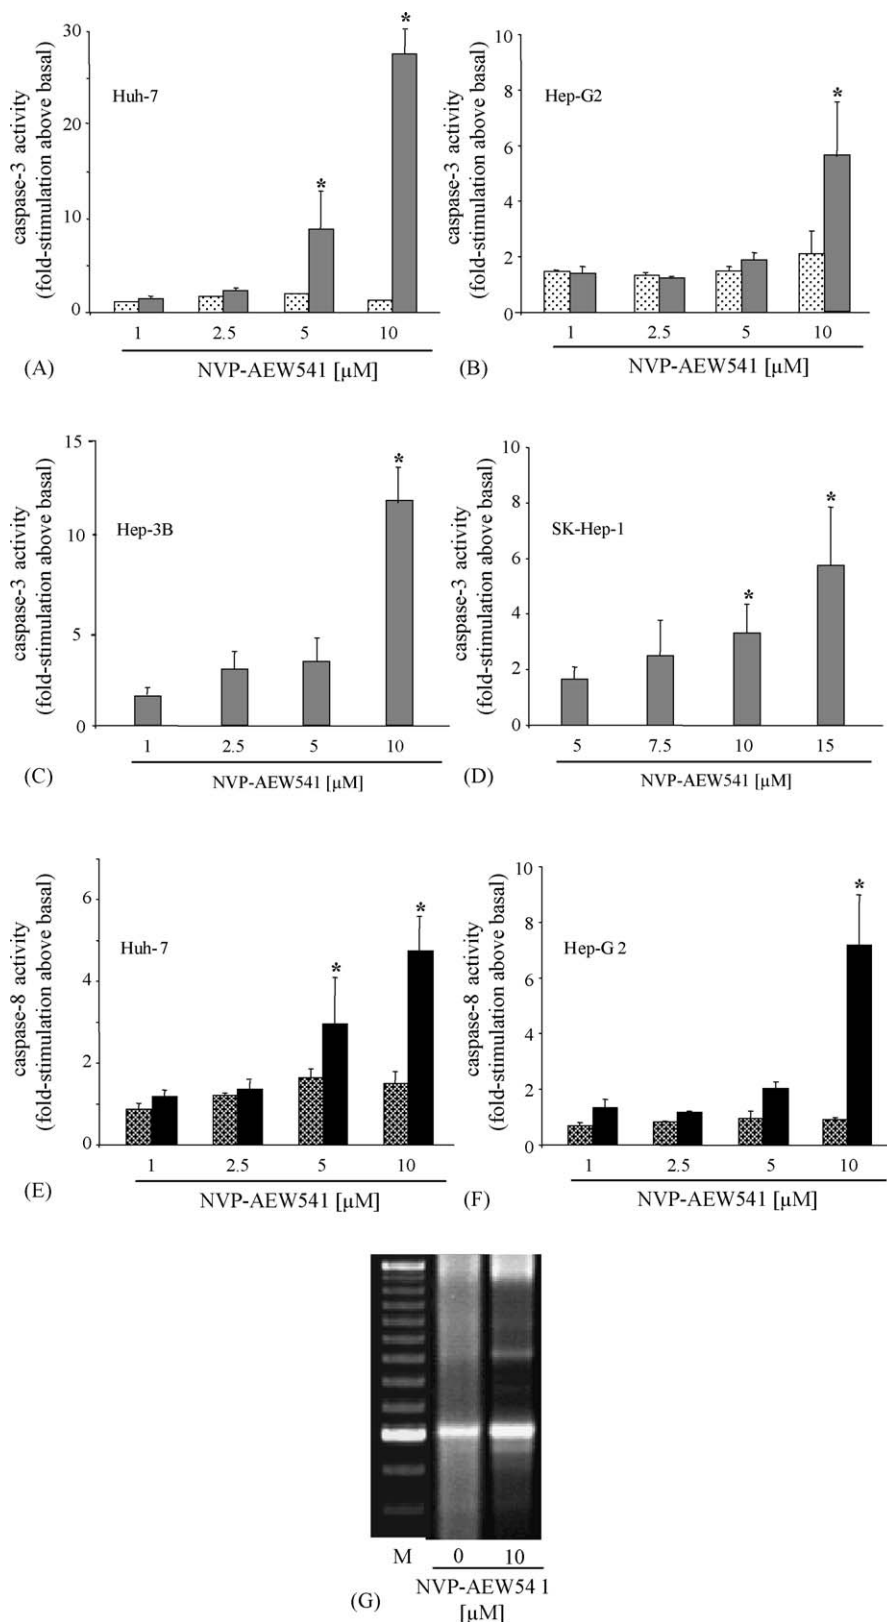 caspase-3 activity
(fold-stimulation above basal)
30
20
10
0
Huh-7
*
*
1 2.5 5 10
(A)
NVP-AEW541 [µM]
caspase-3 activity
(fold-stimulation above basal)
10
8
6
4
2
0
Hep-G2
*
1 2.5 5 10
(B)
NVP-AEW541 [µM]
caspase-3 activity
(fold-stimulation above basal)
15
10
5
0
Hep-3B
*
1 2.5 5 10
(C)
NVP-AEW541 [µM]
caspase-3 activity
(fold-stimulation above basal)
10
8
6
4
2
0
SK-Hep-1
*
*
5 7.5 10 15
(D)
NVP-AEW541 [µM]
caspase-8 activity
(fold-stimulation above basal)
6
4
2
0
Huh-7
*
*
1 2.5 5 10
(E)
NVP-AEW541 [µM]
caspase-8 activity
(fold-stimulation above basal)
10
8
6
4
2
0
Hep-G 2
*
1 2.5 5 10
(F)
NVP-AEW541 [µM]
M 0 10
(G)
NVP-AEW54 1
[µM]